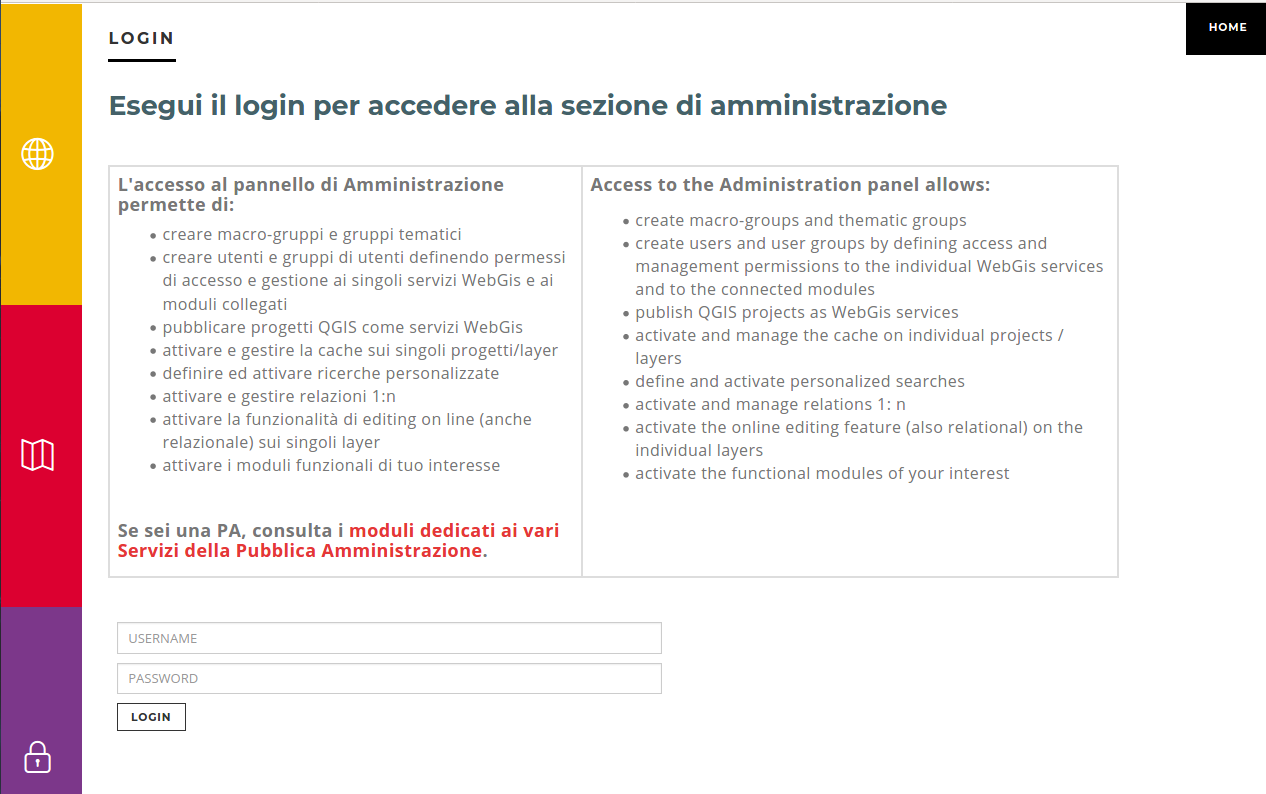 LOGIN
HOME
Esegui il login per accedere alla sezione di amministrazione
L'accesso al pannello di Amministrazione
permette di:
creare macro-gruppi e gruppi tematici
creare utenti e gruppi di utenti definendo permessi
di accesso e gestione ai singoli servizi WebGis e ai
moduli collegati
pubblicare progetti QGIS come servizi WebGis
attivare e gestire la cache sui singoli progetti/layer
definire ed attivare ricerche personalizzate
attivare e gestire relazioni 1:n
attivare la funzionalità di editing on line (anche
relazionale) sui singoli layer
attivare i moduli funzionali di tuo interesse
Se sei una PA, consulta i moduli dedicati ai vari
Servizi della Pubblica Amministrazione.
Access to the Administration panel allows:
create macro-groups and thematic groups
create users and user groups by defining access and
management permissions to the individual WebGis services
and to the connected modules
publish QGIS projects as WebGis services
activate and manage the cache on individual projects /
layers
define and activate personalized searches
activate and manage relations 1: n
activate the online editing feature (also relational) on the
individual layers
activate the functional modules of your interest
USERNAME
PASSWORD
LOGIN